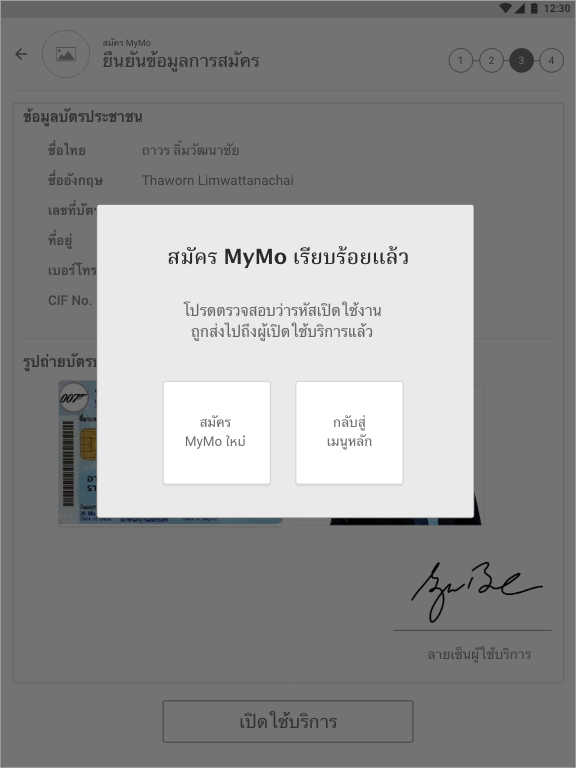 12:30
สมัคร MyMo
ยืนยันข้อมูลการสมัคร
1 2 3 4
ข้อมูลบัตรประชาชน
ชื่อไทย ถาวร ลิ้มวัฒนาชัย
ชื่ออังกฤษ Thaworn Limwattanachai
เลขที่บัตร
ที่อยู่
เบอร์โทร
CIF No.
สมัคร MyMo เรียบร้อยแล้ว
โปรดตรวจสอบว่ารหัสเปิดใช้งาน
ถูกส่งไปถึงผู้เปิดใช้บริการแล้ว
สมัคร
MyMo ใหม่
กลับสู่
เมนูหลัก
รูปถ่ายบัตร
007
ลายเซ็นผู้ใช้บริการ
เปิดใช้บริการ